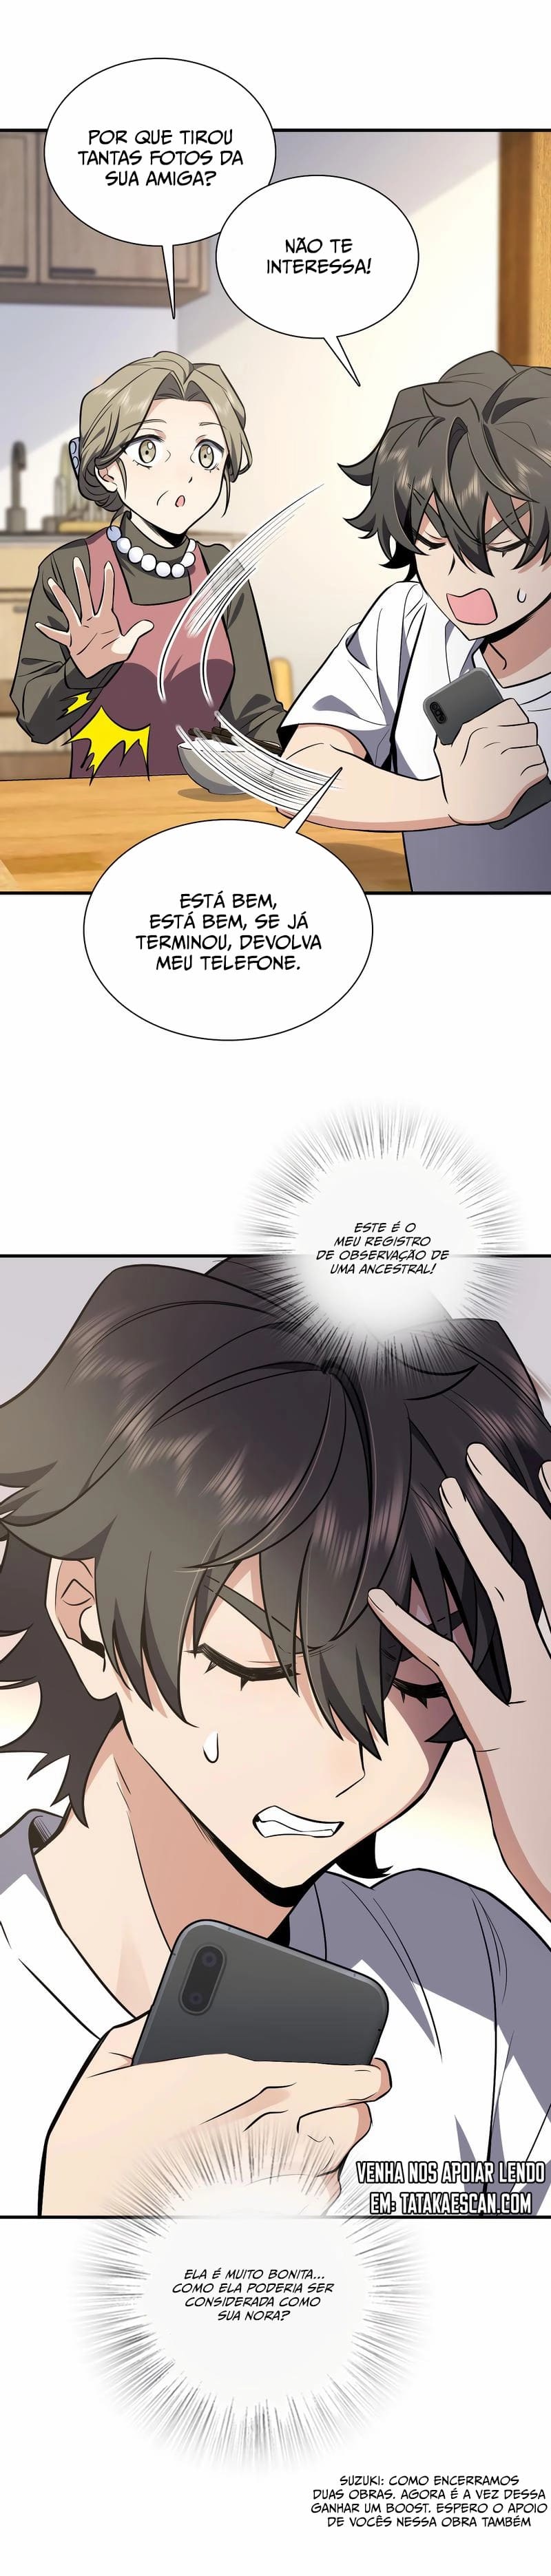 POR QUE TIROU
TANTAS FOTOS DA
SUA AMIGA?
NÃO TE
INTERESSA!
ESTÁ BEM,
ESTÁ BEM, SE JÁ
TERMINOU, DEVOLVA
MEU TELEFONE.
ESTE É O
MEU REGISTRO
DE OBSERVAÇÃO DE
UMA ANCESTRAL!
VENHA NOS APOIAR LENDO
EM: TATAKAESCAN.COM
ELA É MUITO BONITA...
COMO ELA PODERIA SER
CONSIDERADA COMO
SUA NORA?
SUZUKI: COMO ENCERRAMOS
DUAS OBRAS. AGORA É A VEZ DESSA
GANHAR UM BOOST. ESPERO O APOIO
DE VOCÊS NESSA OBRA TAMBÉM